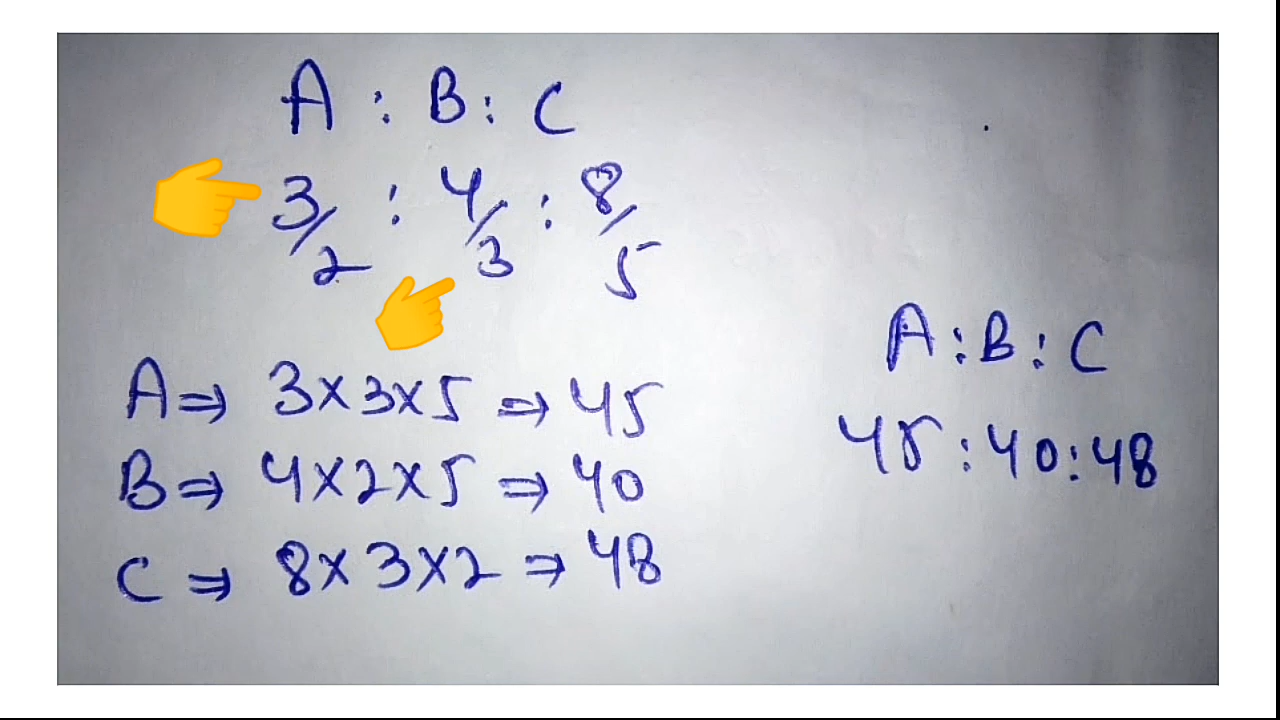 A : B : C
3/2 : 4/3 : 8/5
A ⇒ 3×3×5 ⇒ 45
B ⇒ 4×2×5 ⇒ 40
C ⇒ 8×3×2 ⇒ 48
A : B : C
45 : 40 : 48